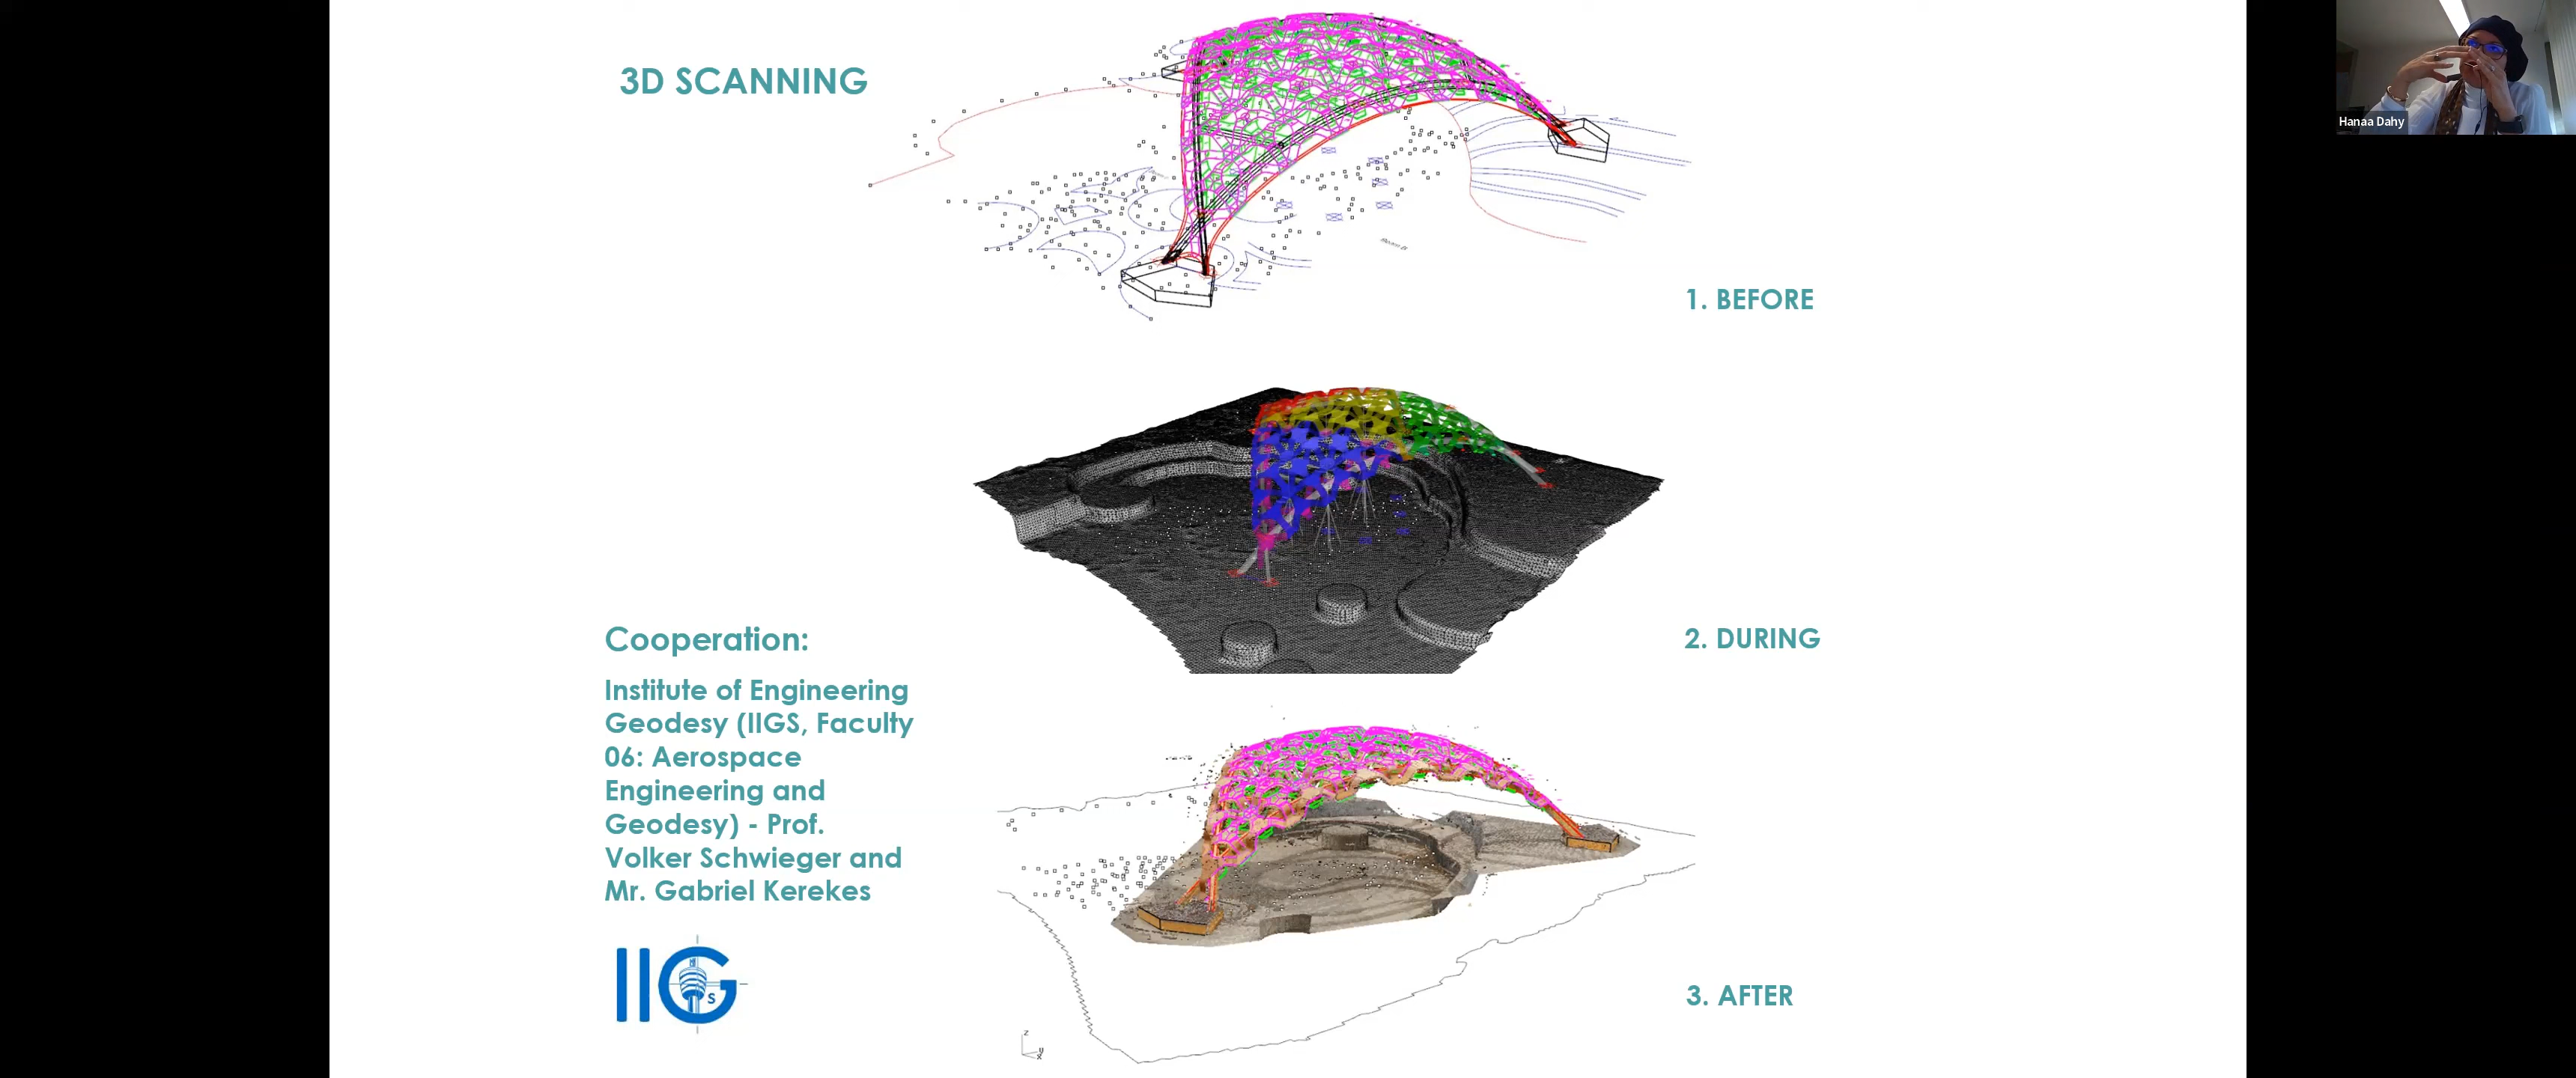 3D SCANNING
1. BEFORE
2. DURING
Cooperation:
Institute of Engineering
Geodesy (IIGS, Faculty
06: Aerospace
Engineering and
Geodesy) - Prof.
Volker Schwieger and
Mr. Gabriel Kerekes
IIGS
3. AFTER
z
y
x
Hanaa Dahy